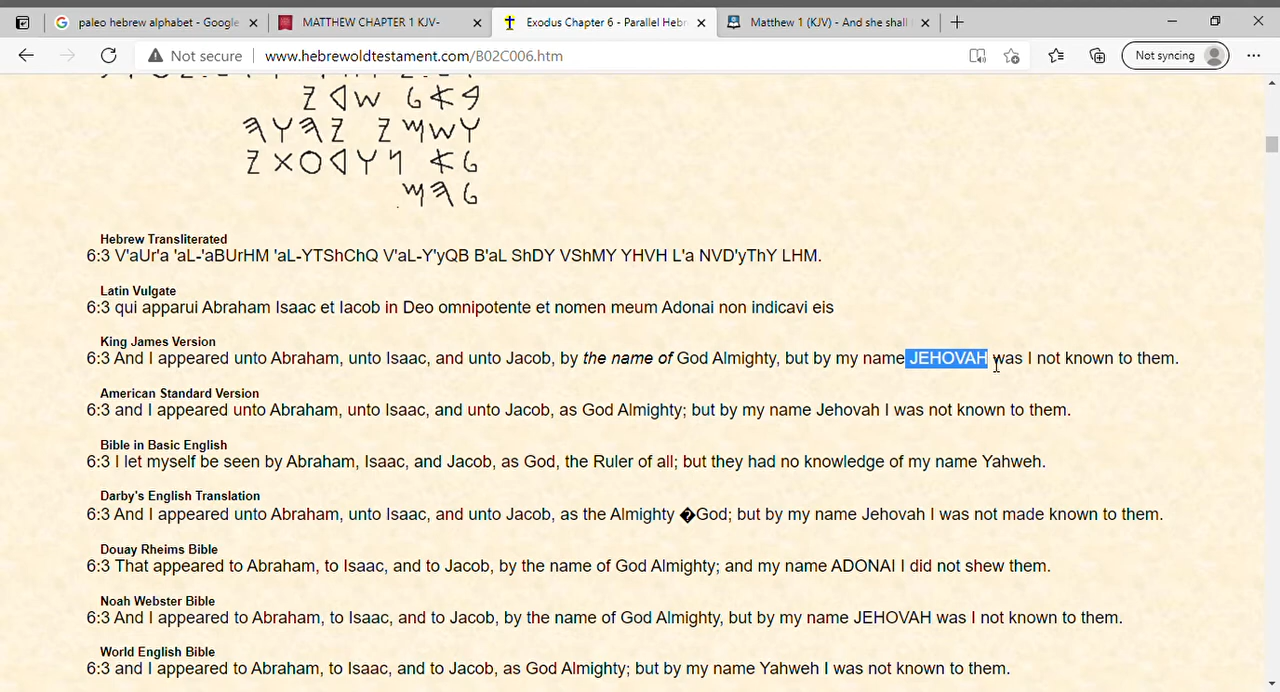 paleo hebrew alphabet - Google
MATTHEW CHAPTER 1 KJV-
Exodus Chapter 6 - Parallel Hebr
Matthew 1 (KJV) - And she shall
Not secure
www.hebrewoldtestament.com/B02C006.htm
Not syncing
𐤁𐤀𐤋 𐤔𐤃𐤉
𐤅𐤔𐤌𐤉 𐤉𐤄𐤅𐤄
𐤋𐤀 𐤍𐤅𐤃𐤏𐤕𐤉
𐤋𐤄𐤌
Hebrew Transliterated
6:3 V'aUr'a 'aL-'aBUrHM 'aL-YTShChQ V'aL-Y'yQB B'aL ShDY VShMY YHVH L'a NVD'yThY LHM.
Latin Vulgate
6:3 qui apparui Abraham Isaac et Iacob in Deo omnipotente et nomen meum Adonai non indicavi eis
King James Version
6:3 And I appeared unto Abraham, unto Isaac, and unto Jacob, by the name of God Almighty, but by my name JEHOVAH was I not known to them.
American Standard Version
6:3 and I appeared unto Abraham, unto Isaac, and unto Jacob, as God Almighty; but by my name Jehovah I was not known to them.
Bible in Basic English
6:3 I let myself be seen by Abraham, Isaac, and Jacob, as God, the Ruler of all; but they had no knowledge of my name Yahweh.
Darby's English Translation
6:3 And I appeared unto Abraham, unto Isaac, and unto Jacob, as the Almighty �God; but by my name Jehovah I was not made known to them.
Douay Rheims Bible
6:3 That appeared to Abraham, to Isaac, and to Jacob, by the name of God Almighty; and my name ADONAI I did not shew them.
Noah Webster Bible
6:3 And I appeared to Abraham, to Isaac, and to Jacob, by the name of God Almighty, but by my name JEHOVAH was I not known to them.
World English Bible
6:3 and I appeared to Abraham, to Isaac, and to Jacob, as God Almighty; but by my name Yahweh I was not known to them.